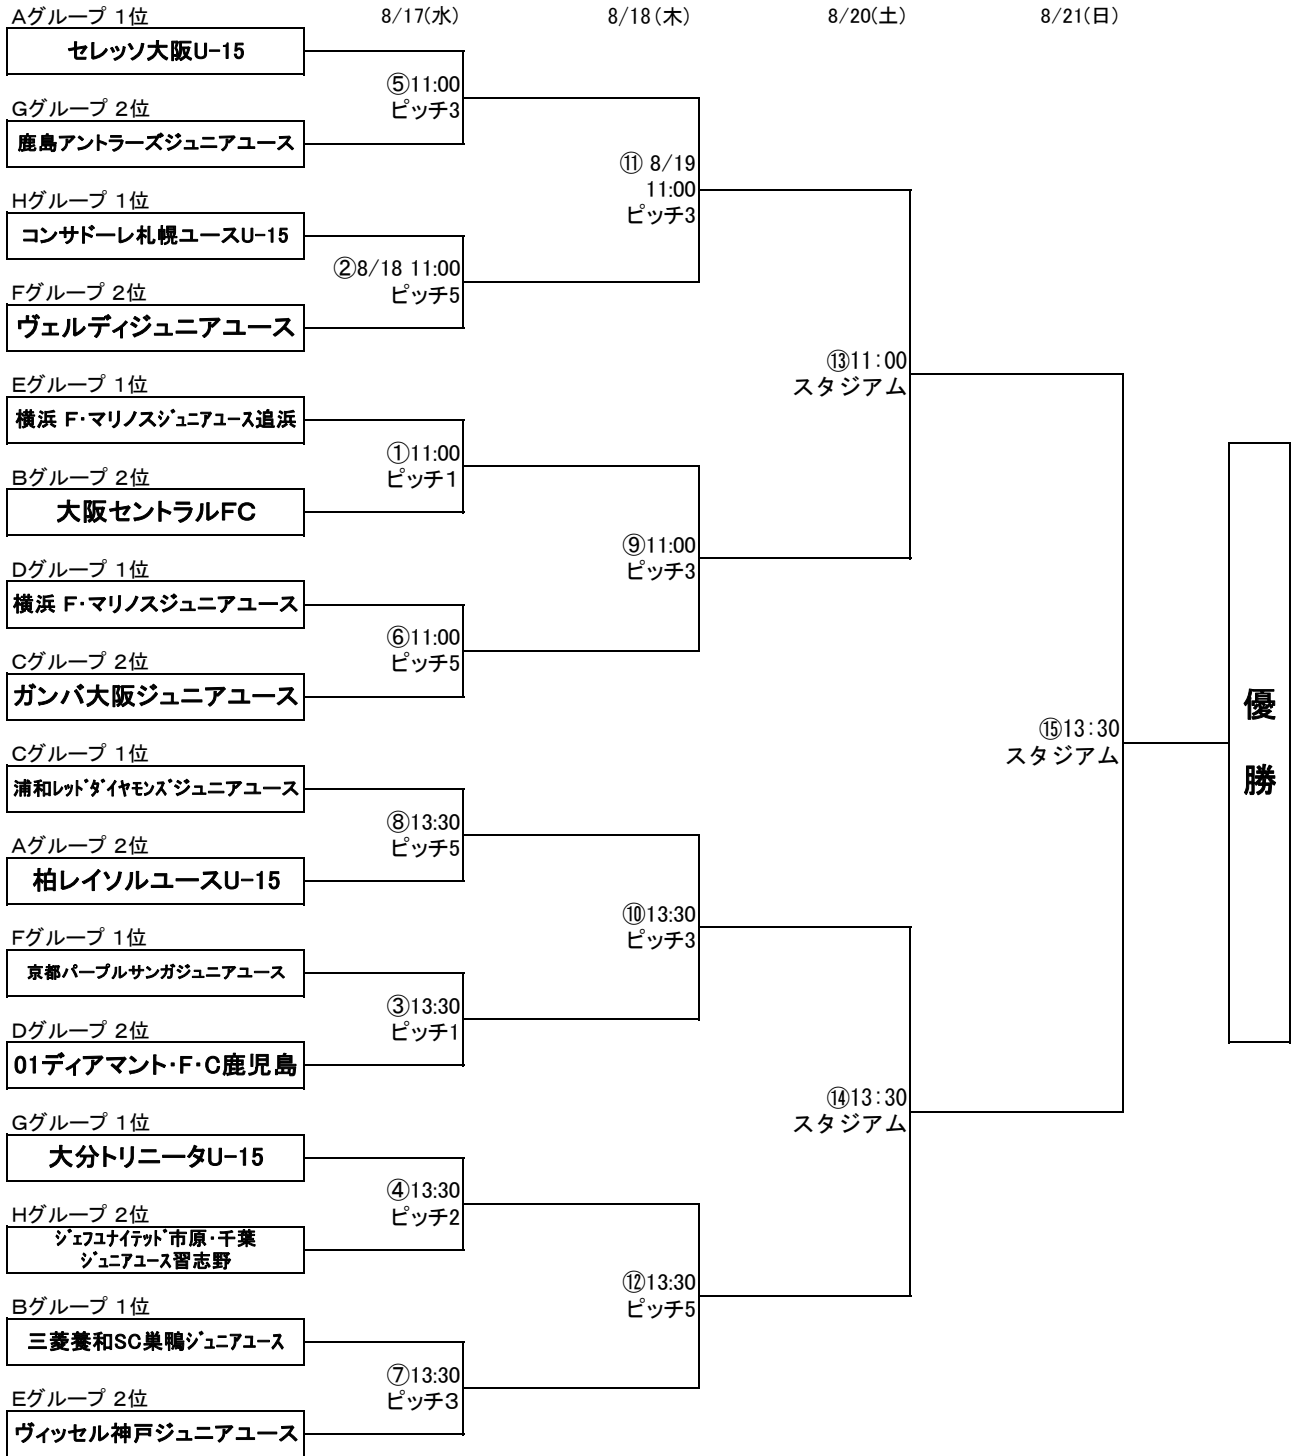 Aグループ 1位
8/17(水)
8/18(木)
8/20(土)
8/21(日)
セレッソ大阪U-15
⑤11:00
ピッチ3
Gグループ 2位
鹿島アントラーズジュニアユース
⑪ 8/19
11:00
ピッチ3
Hグループ 1位
コンサドーレ札幌ユースU-15
②8/18 11:00
ピッチ5
Fグループ 2位
ヴェルディジュニアユース
⑬11:00
スタジアム
Eグループ 1位
横浜 F・マリノスジュニアユース追浜
①11:00
ピッチ1
Bグループ 2位
大阪セントラルFC
⑨11:00
ピッチ3
Dグループ 1位
横浜 F・マリノスジュニアユース
⑥11:00
ピッチ5
Cグループ 2位
ガンバ大阪ジュニアユース
⑮13:30
スタジアム
優
勝
Cグループ 1位
浦和レッドダイヤモンズジュニアユース
⑧13:30
ピッチ5
Aグループ 2位
柏レイソルユースU-15
⑩13:30
ピッチ3
Fグループ 1位
京都パープルサンガジュニアユース
③13:30
ピッチ1
Dグループ 2位
01ディアマント・F・C鹿児島
⑭13:30
スタジアム
Gグループ 1位
大分トリニータU-15
④13:30
ピッチ2
Hグループ 2位
ジェフユナイテッド市原・千葉
ジュニアユース習志野
⑫13:30
ピッチ5
Bグループ 1位
三菱養和SC巣鴨ジュニアユース
⑦13:30
ピッチ3
Eグループ 2位
ヴィッセル神戸ジュニアユース